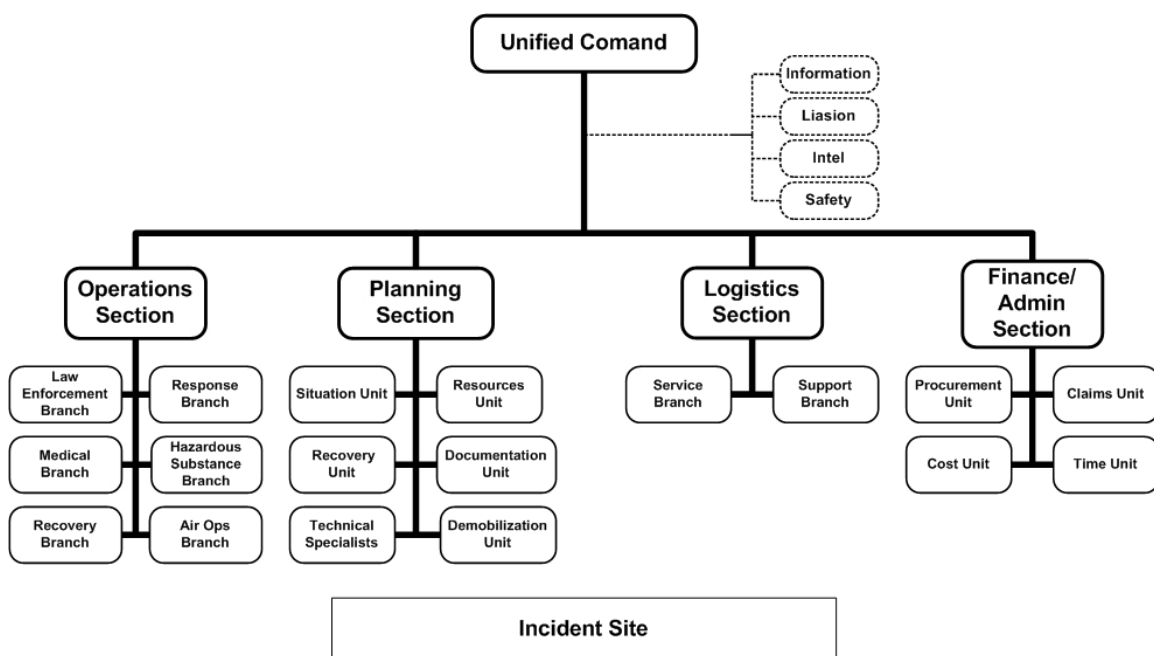 Unified Comand
Information
Liasion
Intel
Safety
Operations
Section
Planning
Section
Logistics
Section
Finance/
Admin
Section
Law
Enforcement
Branch
Response
Branch
Medical
Branch
Hazardous
Substance
Branch
Recovery
Branch
Air Ops
Branch
Situation Unit
Resources
Unit
Recovery
Unit
Documentation
Unit
Technical
Specialists
Demobilization
Unit
Service
Branch
Support
Branch
Procurement
Unit
Claims Unit
Cost Unit
Time Unit
Incident Site